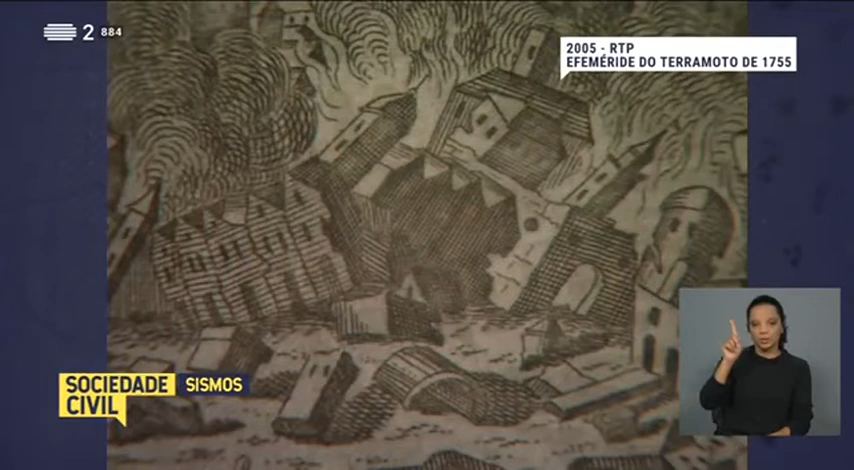 2 884
2005 - RTP
EFEMÉRIDE DO TERRAMOTO DE 1755
SOCIEDADE
CIVIL
SISMOS